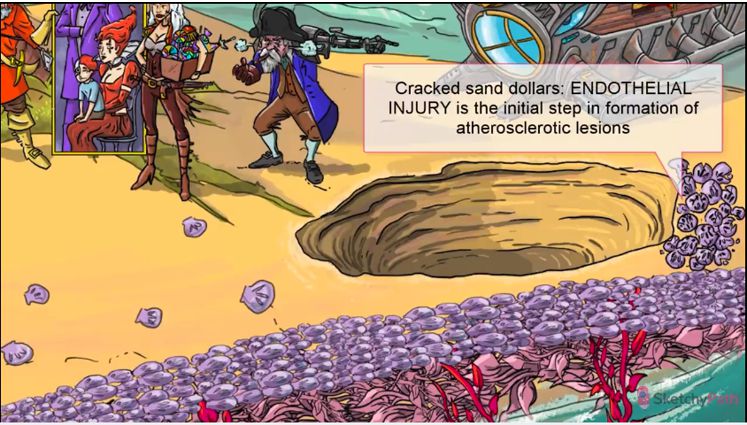 Cracked sand dollars: ENDOTHELIAL
INJURY is the initial step in formation of
atherosclerotic lesions
SketchyPath